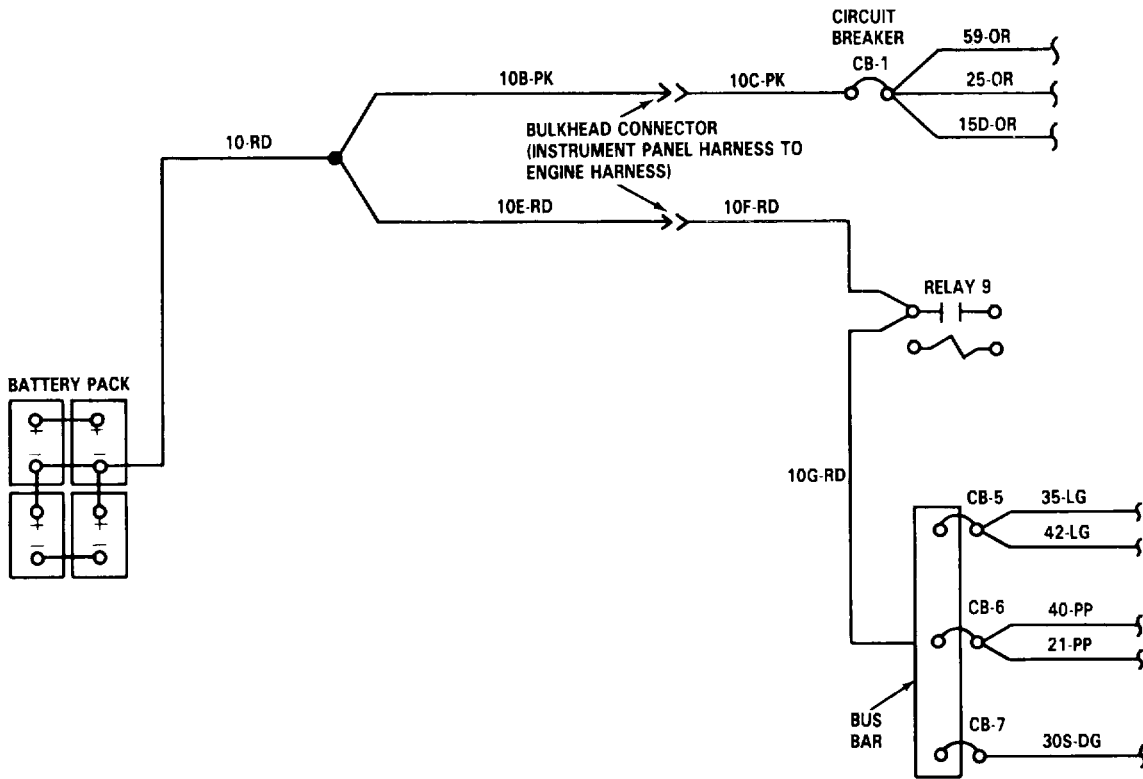 CIRCUIT
BREAKER
CB-1
59-OR
25-OR
15D-OR
10B-PK
10C-PK
BULKHEAD CONNECTOR
(INSTRUMENT PANEL HARNESS TO
ENGINE HARNESS)
10-RD
10E-RD
10F-RD
RELAY 9
BATTERY PACK
+ +
- -
+ +
- -
10G-RD
CB-5
35-LG
42-LG
CB-6
40-PP
21-PP
BUS
BAR
CB-7
30S-DG